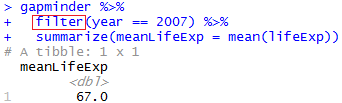 > gapminder %>%
+   filter(year == 2007) %>%
+   summarize(meanLifeExp = mean(lifeExp))
# A tibble: 1 x 1
  meanLifeExp
        <dbl>
1        67.0